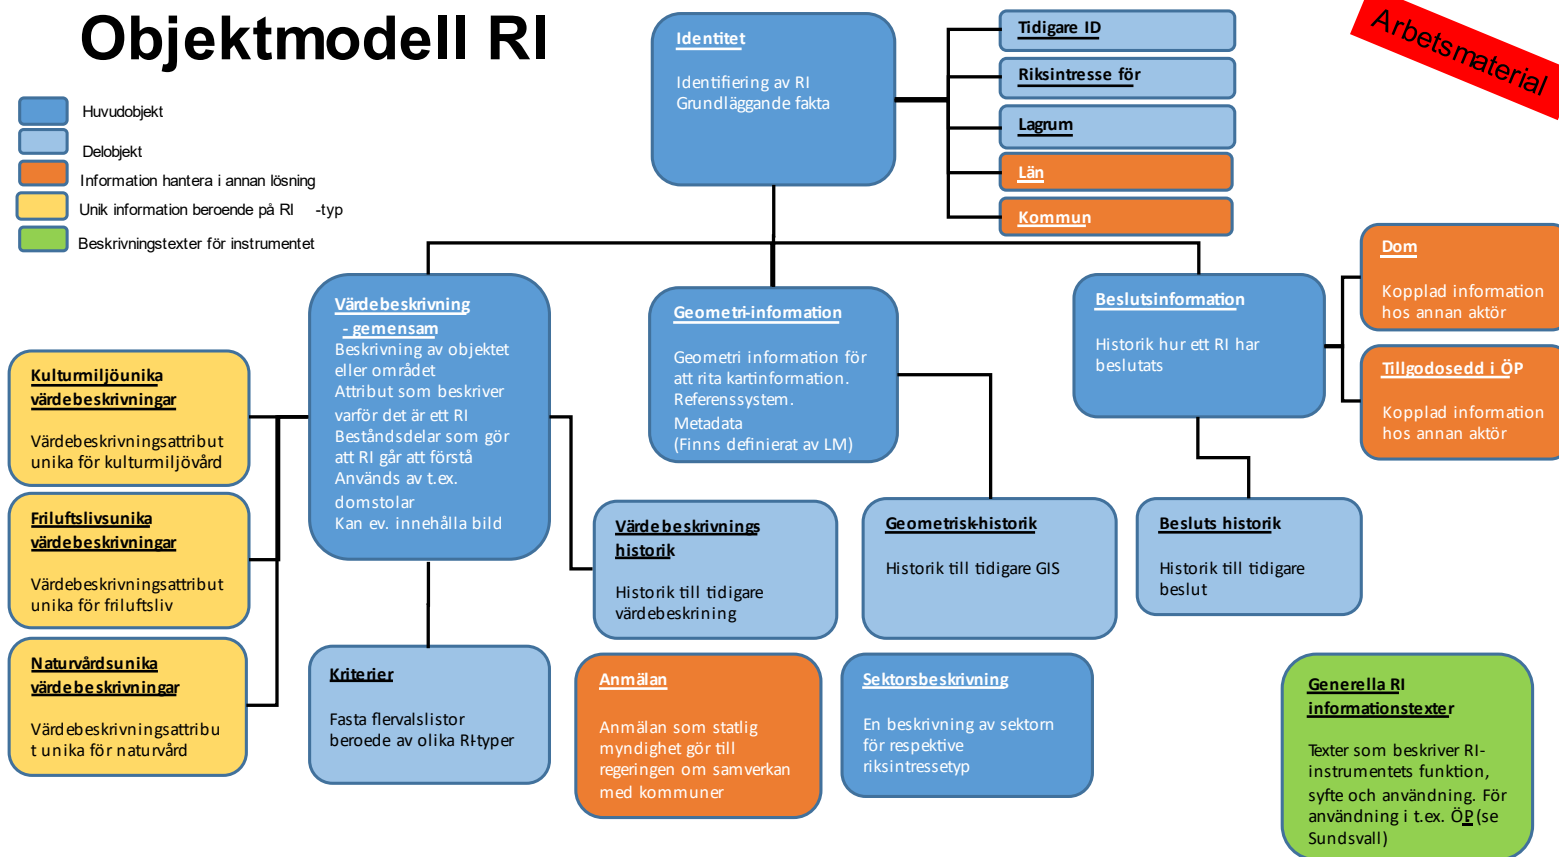 Objektmodell RI
Arbetsmaterial
Huvudobjekt
Delobjekt
Information hantera i annan lösning
Unik information beroende på RI -typ
Beskrivningstexter för instrumentet
Identitet
Identifiering av RI
Grundläggande fakta
Tidigare ID
Riksintresse för
Lagrum
Län
Kommun
Värdebeskrivning
- gemensam
Beskrivning av objektet
eller området
Attribut som beskriver
varför det är ett RI
Beståndsdelar som gör
att RI går att förstå
Används av t.ex.
domstolar
Kan ev. innehålla bild
Geometri-information
Geometri information för
att rita kartinformation.
Referenssystem.
Metadata
(Finns definierat av LM)
Beslutsinformation
Historik hur ett RI har
beslutats
Dom
Kopplad information
hos annan aktör
Tillgodosedd i ÖP
Kopplad information
hos annan aktör
Kulturmiljöunika
värdebeskrivningar
Värdebeskrivningsattribut
unika för kulturmiljövård
Friluftslivsunika
värdebeskrivningar
Värdebeskrivningsattribut
unika för friluftsliv
Naturvårdsunika
värdebeskrivningar
Värdebeskrivningsattribu
t unika för naturvård
Värdebeskrivnings
historik
Historik till tidigare
värdebeskrining
Geometrisk-historik
Historik till tidigare GIS
Besluts historik
Historik till tidigare
beslut
Kriterier
Fasta flervalslistor
beroede av olika RI-typer
Anmälan
Anmälan som statlig
myndighet gör till
regeringen om samverkan
med kommuner
Sektorsbeskrivning
En beskrivning av sektorn
för respektive
riksintressetyp
Generella RI
informationstexter
Texter som beskriver RI-
instrumentets funktion,
syfte och användning. För
användning i t.ex. ÖP (se
Sundsvall)